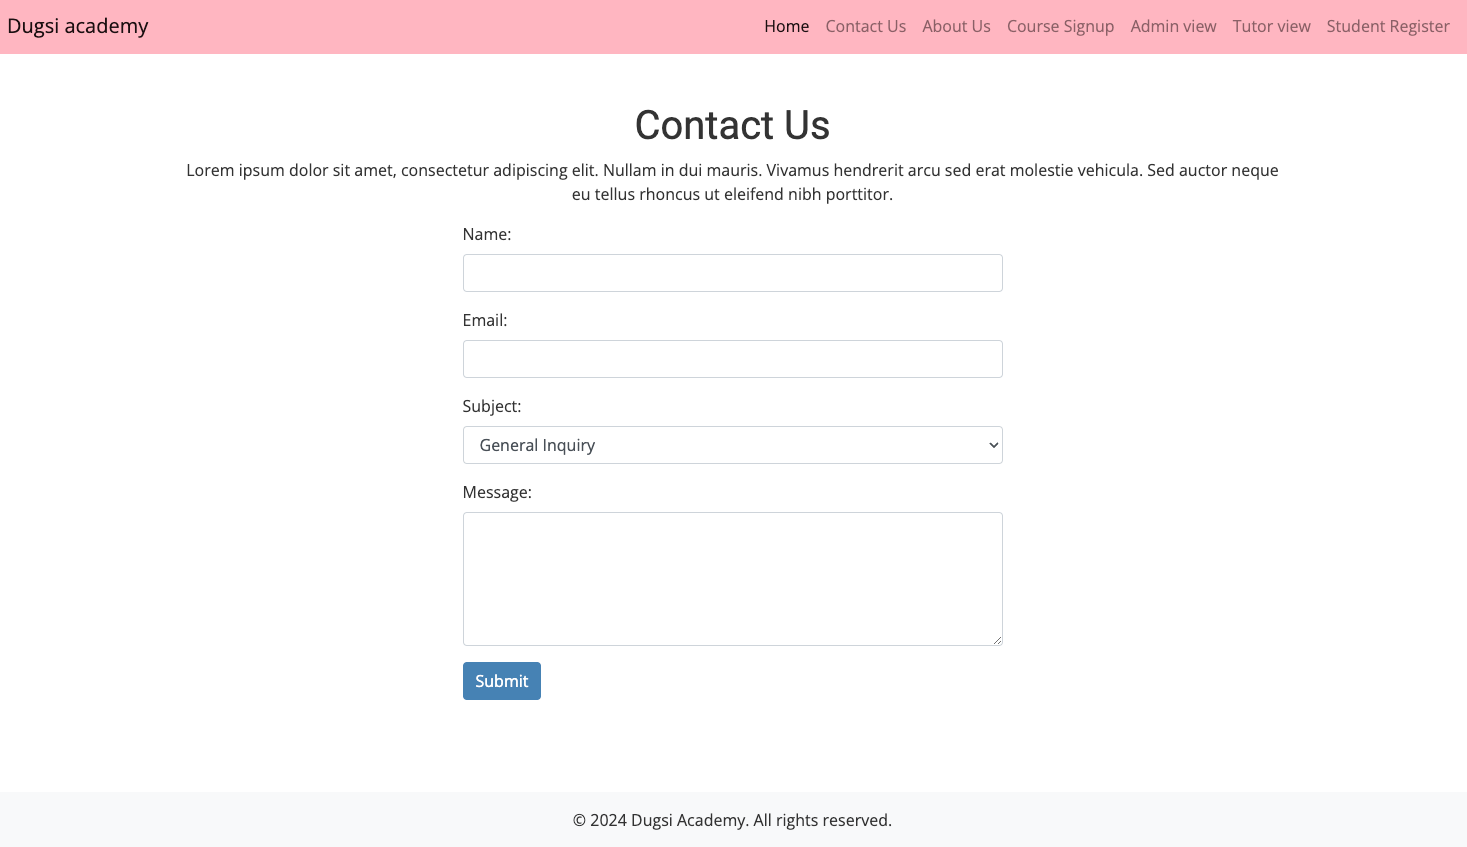 Dugsi academy
Home Contact Us About Us Course Signup Admin view Tutor view Student Register
Contact Us
Lorem ipsum dolor sit amet, consectetur adipiscing elit. Nullam in dui mauris. Vivamus hendrerit arcu sed erat molestie vehicula. Sed auctor neque
eu tellus rhoncus ut eleifend nibh porttitor.
Name:
Email:
Subject:
General Inquiry
Message:
Submit
© 2024 Dugsi Academy. All rights reserved.